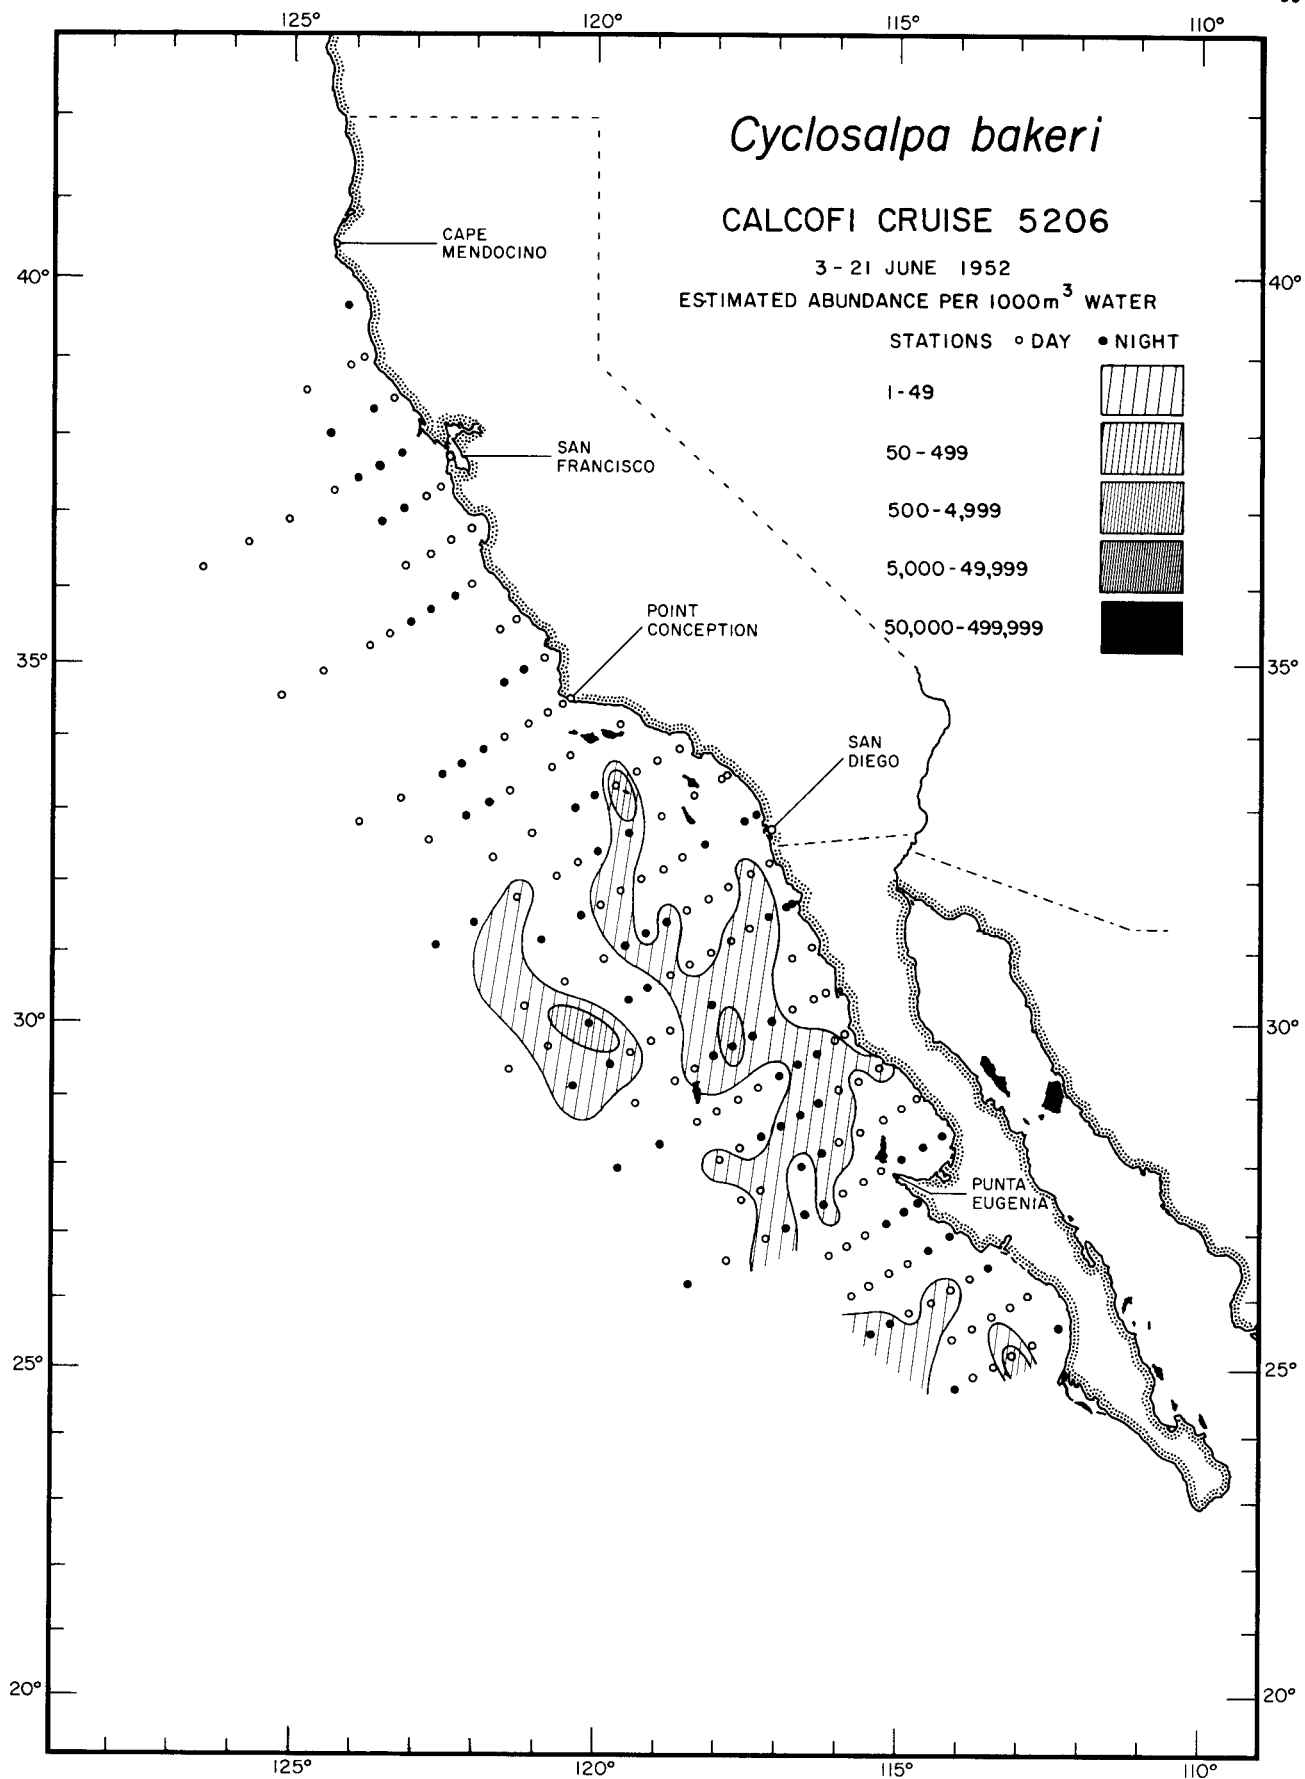 125°
120°
115°
110°
Cyclosalpa bakeri
CALCOFI CRUISE 5206
3-21 JUNE 1952
ESTIMATED ABUNDANCE PER 1000m³ WATER
STATIONS ○ DAY ● NIGHT
1-49
50-499
500-4,999
5,000-49,999
50,000-499,999
CAPE
MENDOCINO
40°
40°
SAN
FRANCISCO
POINT
CONCEPTION
35°
35°
SAN
DIEGO
30°
30°
PUNTA
EUGENIA
25°
25°
20°
20°
125°
120°
115°
110°